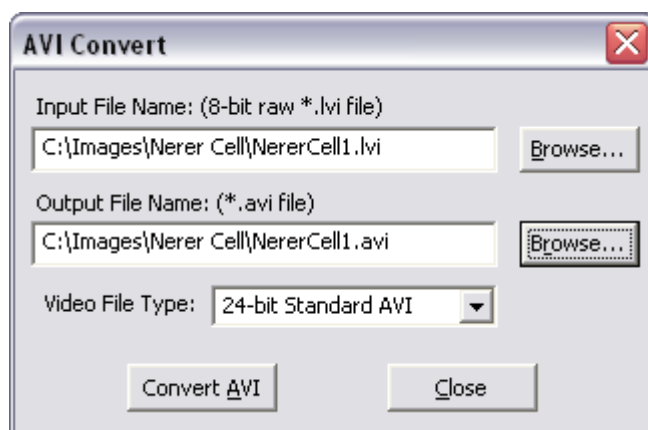 AVI Convert
Input File Name: (8-bit raw *.lvi file)
C:\Images\Nerer Cell\NererCell1.lvi
Browse...
Output File Name: (*.avi file)
C:\Images\Nerer Cell\NererCell1.avi
Browse...
Video File Type: 24-bit Standard AVI
Convert AVI Close